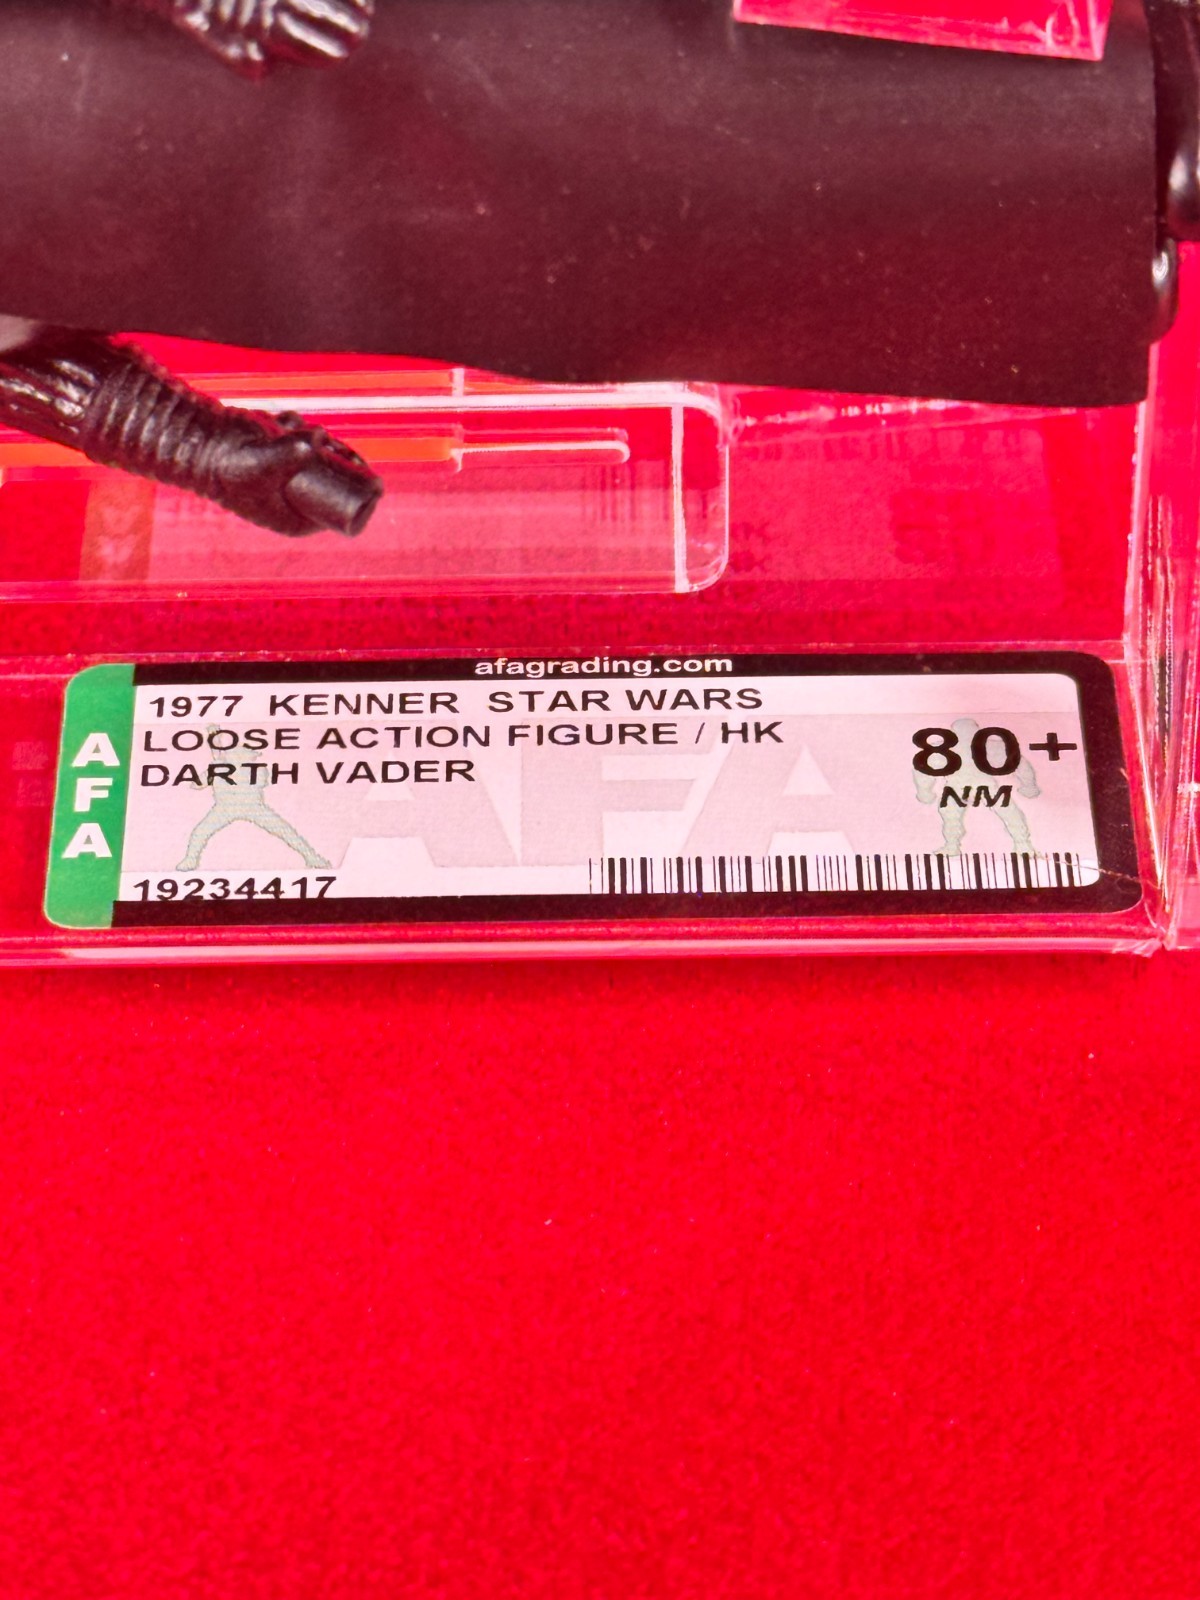 afagrading.com
1977 KENNER STAR WARS
LOOSE ACTION FIGURE / HK
DARTH VADER
80+
NM
AFA
19234417